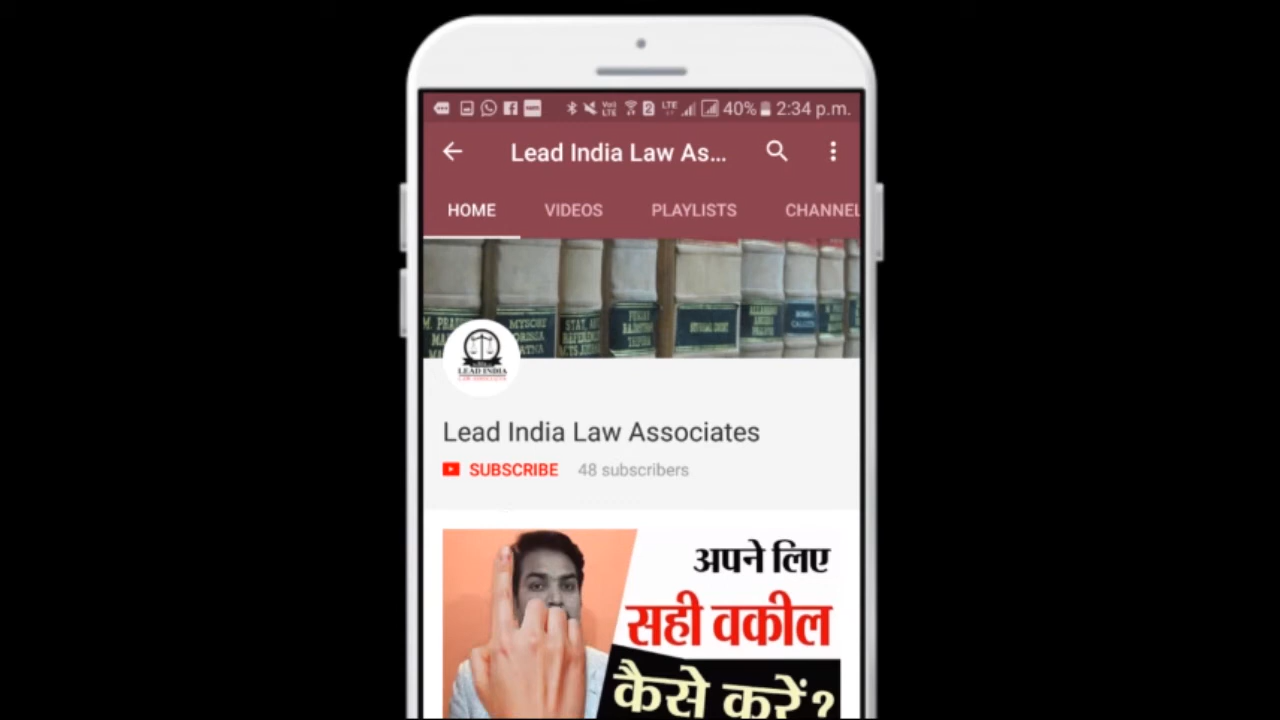 40% 2:34 p.m.
Lead India Law As...
HOME VIDEOS PLAYLISTS CHANNEL
MYSORE
LEAD INDIA
Lead India Law Associates
SUBSCRIBE 48 subscribers
अपने लिए
सही वकील
कैसे करें?